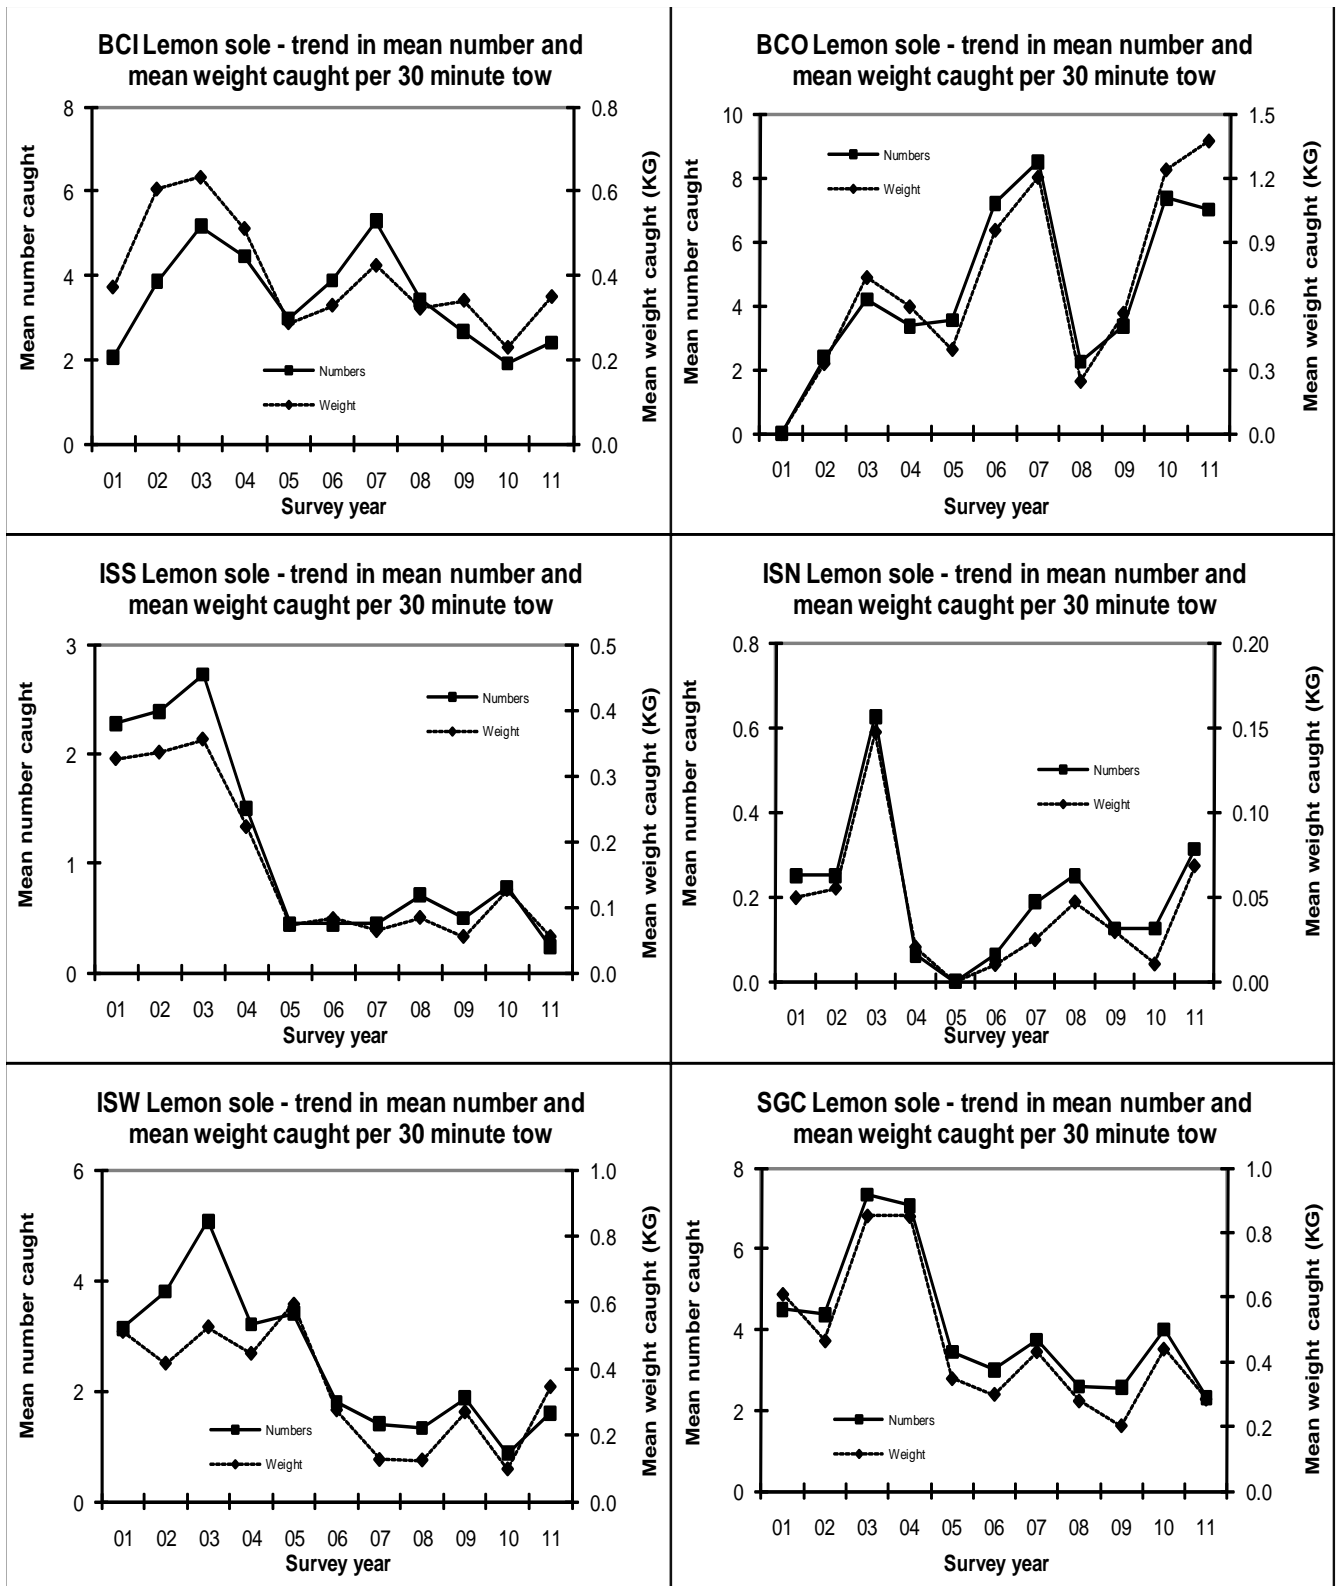 BCI Lemon sole - trend in mean number and
mean weight caught per 30 minute tow
8
6
4
2
0
0.8
0.6
0.4
0.2
0.0
Mean number caught
Mean weight caught (KG)
Numbers
Weight
01 02 03 04 05 06 07 08 09 10 11
Survey year
BCO Lemon sole - trend in mean number and
mean weight caught per 30 minute tow
10
8
6
4
2
0
1.5
1.2
0.9
0.6
0.3
0.0
Mean number caught
Mean weight caught (KG)
Numbers
Weight
01 02 03 04 05 06 07 08 09 10 11
Survey year
ISS Lemon sole - trend in mean number and
mean weight caught per 30 minute tow
3
2
1
0
0.5
0.4
0.3
0.2
0.1
0.0
Mean number caught
Mean weight caught (KG)
Numbers
Weight
01 02 03 04 05 06 07 08 09 10 11
Survey year
ISN Lemon sole - trend in mean number and
mean weight caught per 30 minute tow
0.8
0.6
0.4
0.2
0.0
0.20
0.15
0.10
0.05
0.00
Mean number caught
Mean weight caught (KG)
Numbers
Weight
01 02 03 04 05 06 07 08 09 10 11
Survey year
ISW Lemon sole - trend in mean number and
mean weight caught per 30 minute tow
6
4
2
0
1.0
0.8
0.6
0.4
0.2
0.0
Mean number caught
Mean weight caught (KG)
Numbers
Weight
01 02 03 04 05 06 07 08 09 10 11
Survey year
SGC Lemon sole - trend in mean number and
mean weight caught per 30 minute tow
8
6
4
2
0
1.0
0.8
0.6
0.4
0.2
0.0
Mean number caught
Mean weight caught (KG)
Numbers
Weight
01 02 03 04 05 06 07 08 09 10 11
Survey year